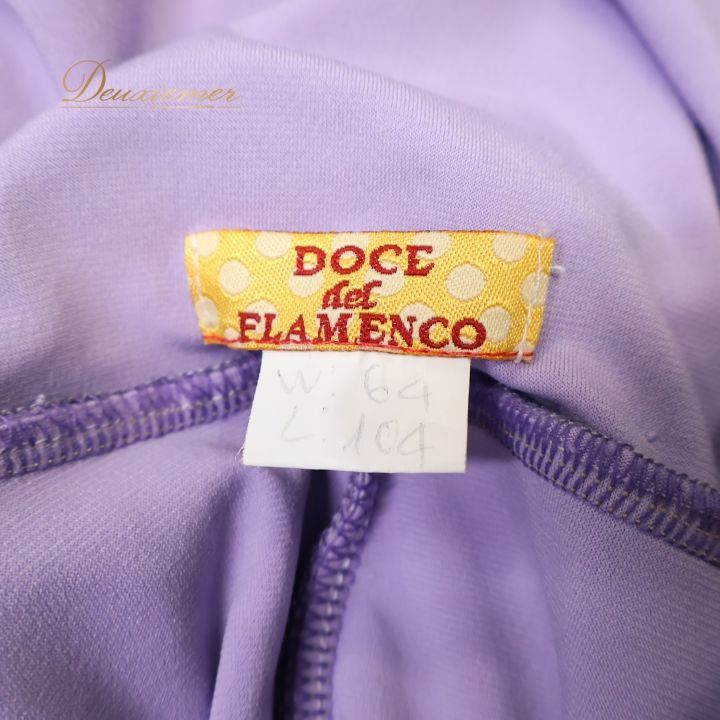 Deuxiemer
DOCE
del
FLAMENCO
W: 64
L: 104